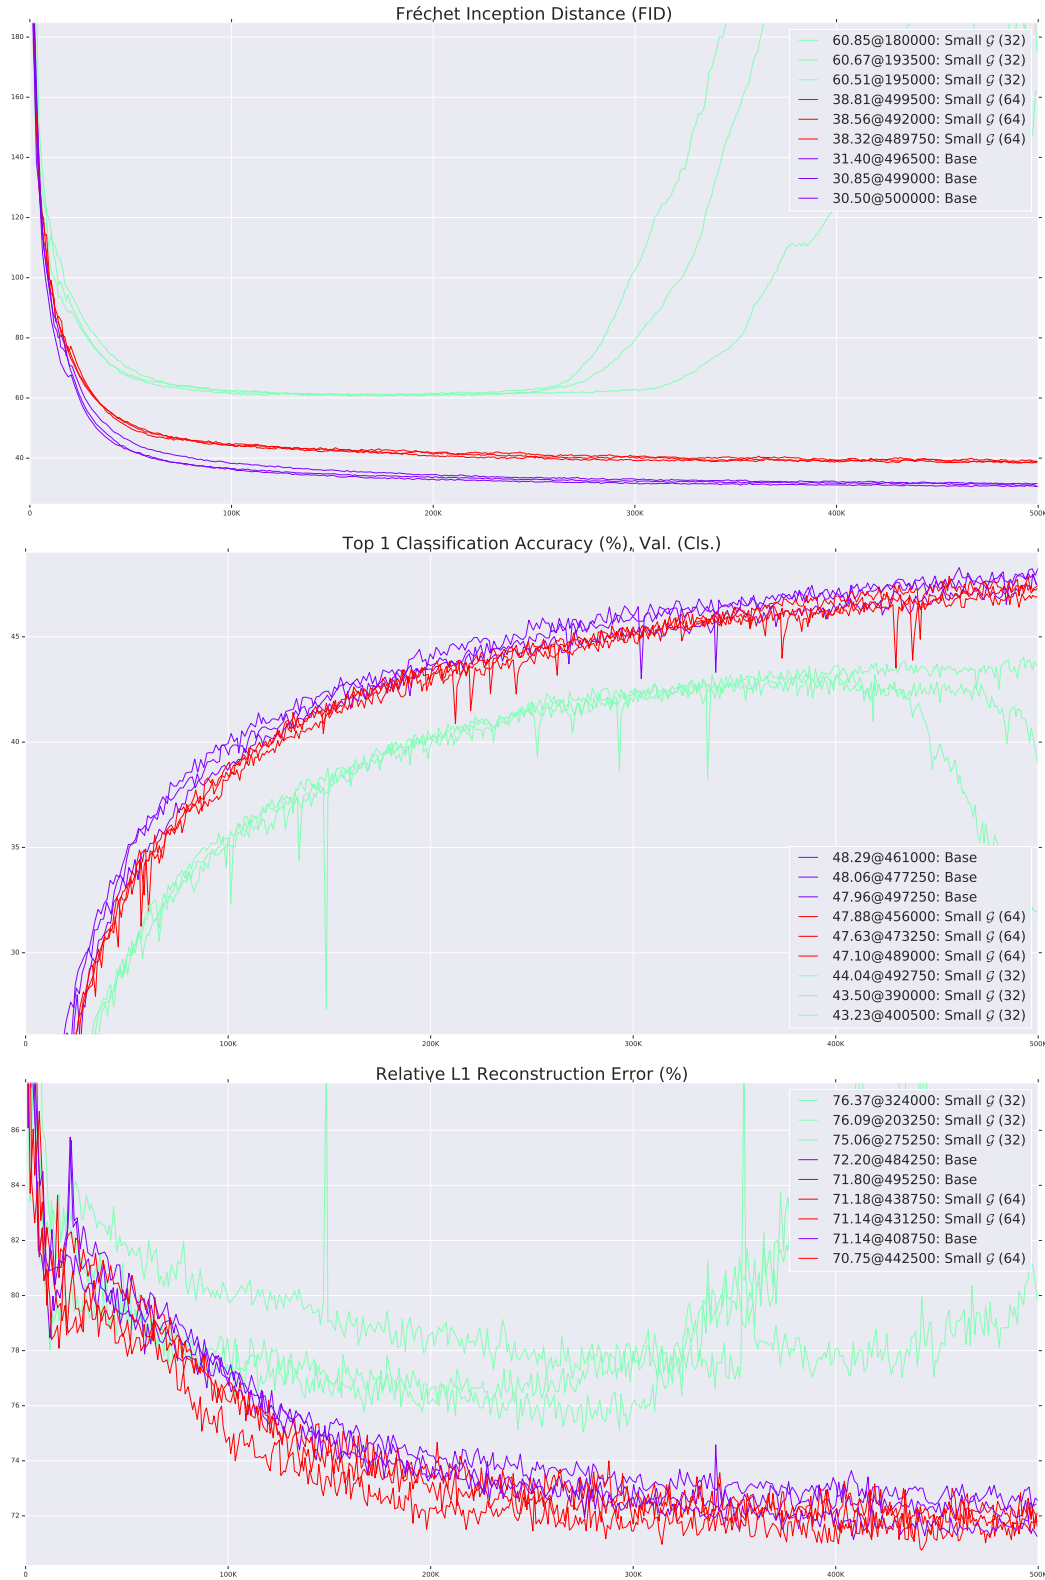 Fréchet Inception Distance (FID)
180
160
140
120
100
80
60
40
60.85@180000: Small 𝒢 (32)
60.67@193500: Small 𝒢 (32)
60.51@195000: Small 𝒢 (32)
38.81@499500: Small 𝒢 (64)
38.56@492000: Small 𝒢 (64)
38.32@489750: Small 𝒢 (64)
31.40@496500: Base
30.85@499000: Base
30.50@500000: Base
0 100K 200K 300K 400K 500K
Top 1 Classification Accuracy (%), Val. (Cls.)
45
40
35
30
48.29@461000: Base
48.06@477250: Base
47.96@497250: Base
47.88@456000: Small 𝒢 (64)
47.63@473250: Small 𝒢 (64)
47.10@489000: Small 𝒢 (64)
44.04@492750: Small 𝒢 (32)
43.50@390000: Small 𝒢 (32)
43.23@400500: Small 𝒢 (32)
0 100K 200K 300K 400K 500K
Relative L1 Reconstruction Error (%)
86
84
82
80
78
76
74
72
76.37@324000: Small 𝒢 (32)
76.09@203250: Small 𝒢 (32)
75.06@275250: Small 𝒢 (32)
72.20@484250: Base
71.80@495250: Base
71.18@438750: Small 𝒢 (64)
71.14@431250: Small 𝒢 (64)
71.14@408750: Base
70.75@442500: Small 𝒢 (64)
0 100K 200K 300K 400K 500K